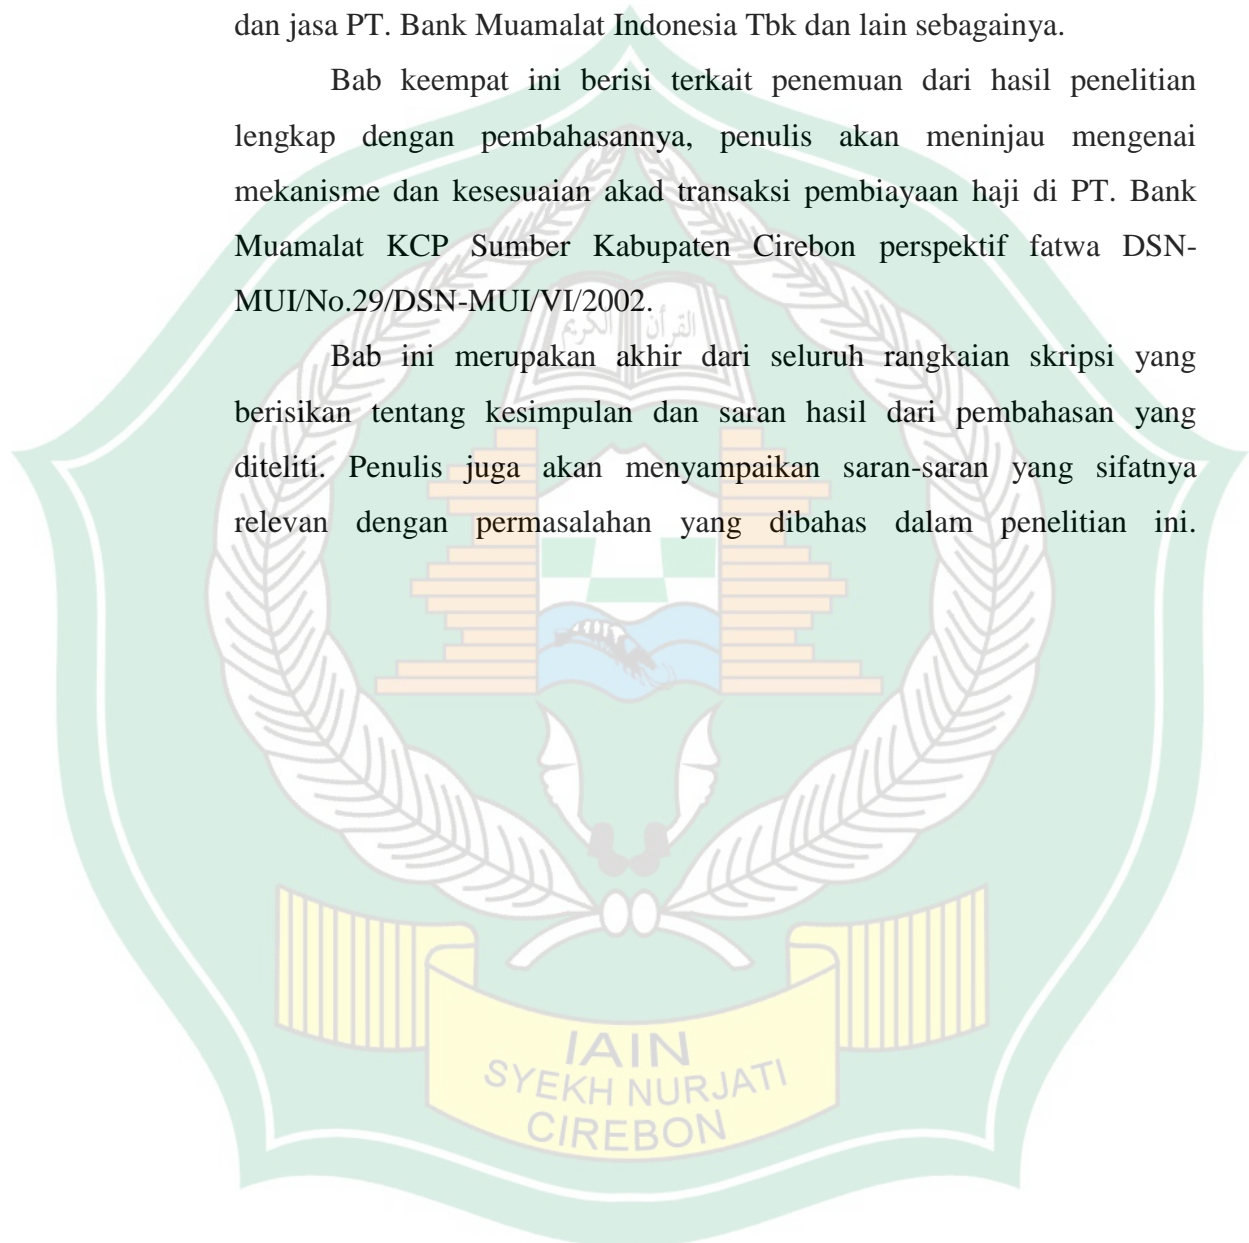 dan jasa PT. Bank Muamalat Indonesia Tbk dan lain sebagainya.
Bab keempat ini berisi terkait penemuan dari hasil penelitian
lengkap dengan pembahasannya, penulis akan meninjau mengenai
mekanisme dan kesesuaian akad transaksi pembiayaan haji di PT. Bank
Muamalat KCP Sumber Kabupaten Cirebon perspektif fatwa DSN-
MUI/No.29/DSN-MUI/VI/2002.
القرآن الكريم
Bab ini merupakan akhir dari seluruh rangkaian skripsi yang
berisikan tentang kesimpulan dan saran hasil dari pembahasan yang
diteliti. Penulis juga akan menyampaikan saran-saran yang sifatnya
relevan dengan permasalahan yang dibahas dalam penelitian ini.
IAIN
SYEKH NURJATI
CIREBON